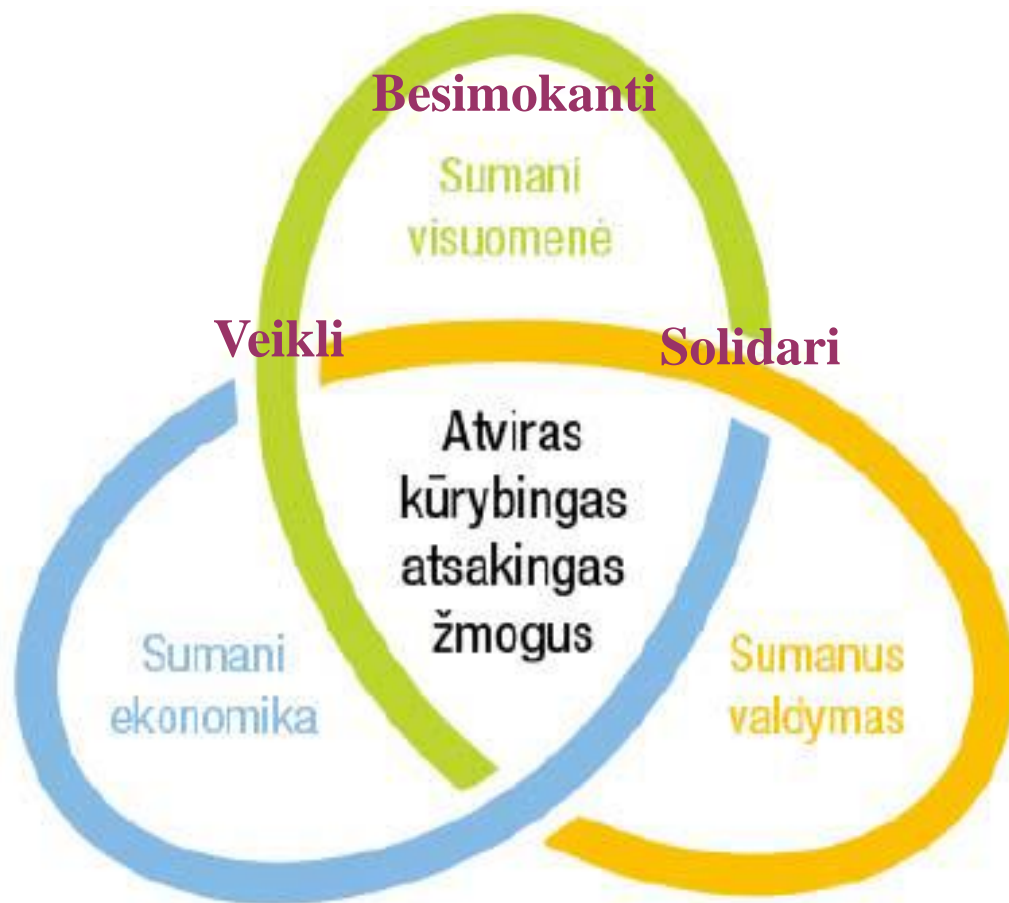 Besimokanti
Sumani
visuomenė
Veikli
Solidari
Atviras
kūrybingas
atsakingas
žmogus
Sumani
ekonomika
Sumanus
valdymas